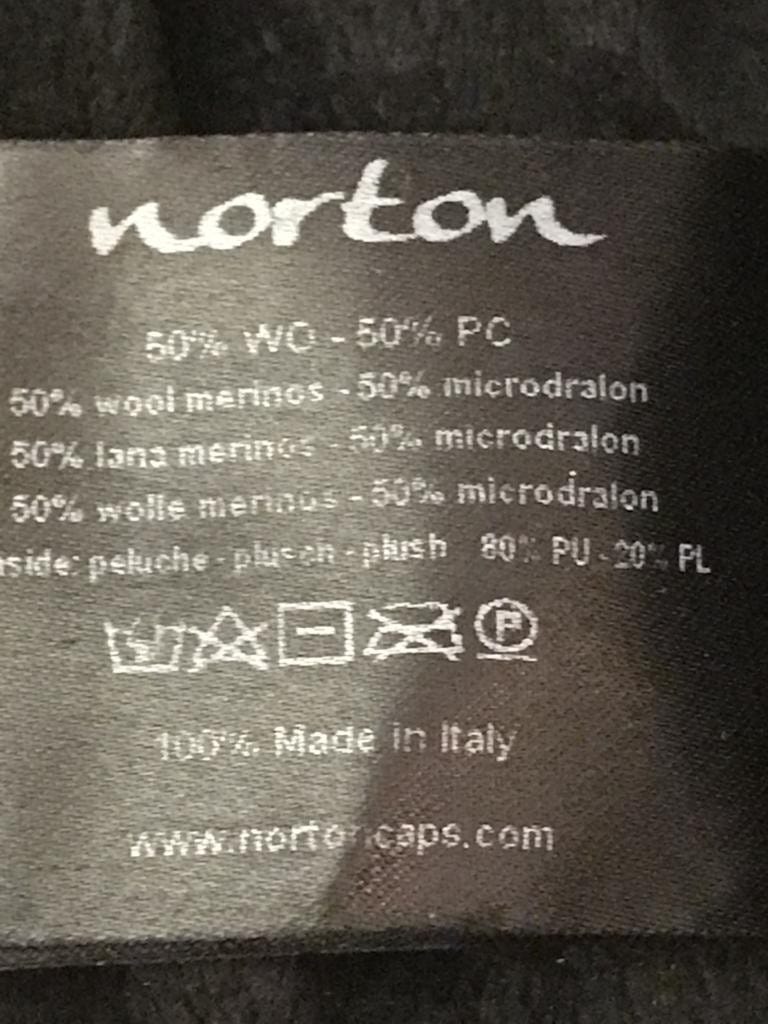 norton
50% WO - 50% PC
50% wool merinos - 50% microdralon
50% lana merinos - 50% microdralon
50% wolle merinos - 50% microdralon
nside: peluche - plusch - plush 80% PU - 20% PL
P
100% Made in Italy
www.nortoncaps.com